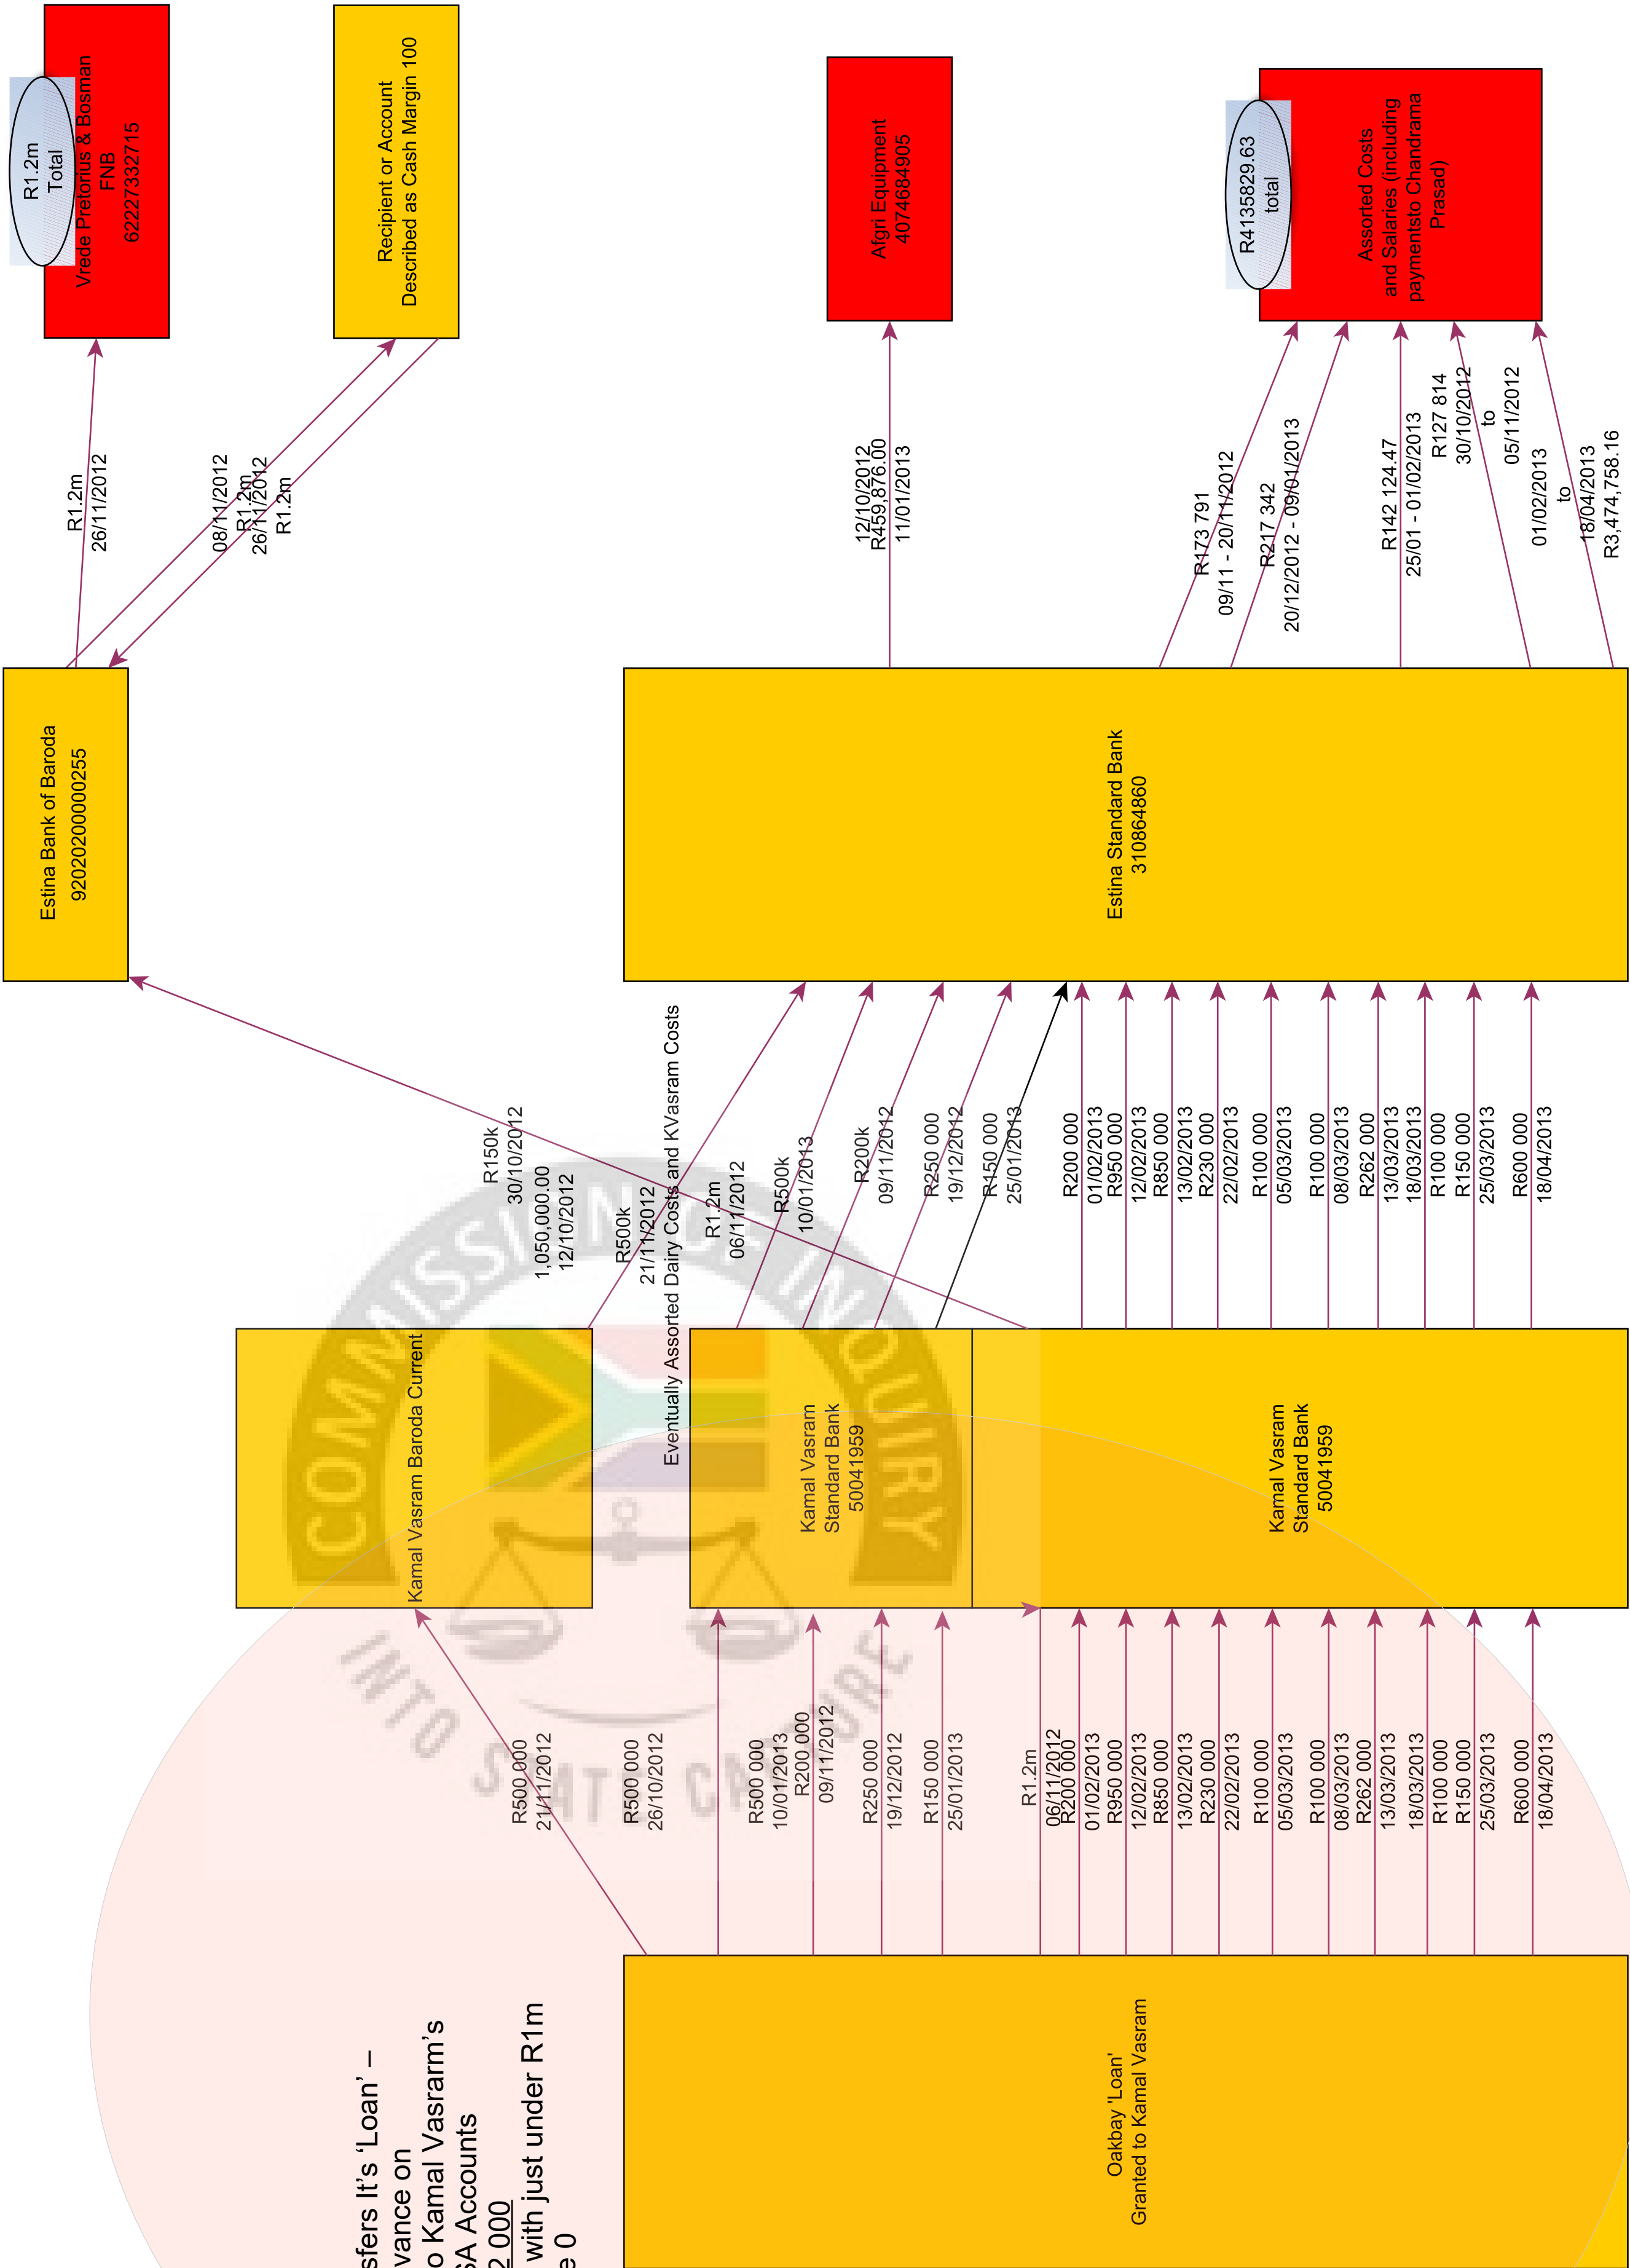 sfers It's 'Loan' –
vance on
o Kamal Vasrarm's
SA Accounts
2 000
with just under R1m
e 0
Oakbay 'Loan'
Granted to Kamal Vasram
R500 000
21/11/2012
R500 000
26/10/2012
R500 000
10/01/2013
R200 000
09/11/2012
R250 000
19/12/2012
R150 000
25/01/2013
R1.2m
06/11/2012
R200 000
01/02/2013
R950 000
12/02/2013
R850 000
13/02/2013
R230 000
22/02/2013
R100 000
05/03/2013
R100 000
08/03/2013
R262 000
13/03/2013
18/03/2013
R100 000
R150 000
25/03/2013
R600 000
18/04/2013
Kamal Vasram Baroda Current
Kamal Vasram
Standard Bank
50041959
Kamal Vasram
Standard Bank
50041959
COMMISSION OF INQUIRY
INTO STATE CAPTURE
R150k
30/10/2012
1,050,000.00
12/10/2012
R500k
21/11/2012
Eventually Assorted Dairy Costs and KVasram Costs
R1.2m
06/11/2012
R500k
10/01/2013
R200k
09/11/2012
R250 000
19/12/2012
R150 000
25/01/2013
R200 000
01/02/2013
R950 000
12/02/2013
R850 000
13/02/2013
R230 000
22/02/2013
R100 000
05/03/2013
R100 000
08/03/2013
R262 000
13/03/2013
18/03/2013
R100 000
R150 000
25/03/2013
R600 000
18/04/2013
Estina Bank of Baroda
92020200000255
Estina Standard Bank
310864860
R1.2m
26/11/2012
08/11/2012
R1.2m
26/11/2012
R1.2m
12/10/2012
R459,876.00
11/01/2013
R173 791
09/11 - 20/11/2012
R217 342
20/12/2012 - 09/01/2013
R142 124.47
25/01 - 01/02/2013
R127 814
30/10/2012
to
05/11/2012
01/02/2013
to
18/04/2013
R3,474,758.16
R1.2m
Total
Vrede Pretorius & Bosman
FNB
62227332715
Recipient or Account
Described as Cash Margin 100
Afgri Equipment
4074684905
R4135829.63
total
Assorted Costs
and Salaries (including
paymentsto Chandrama
Prasad)